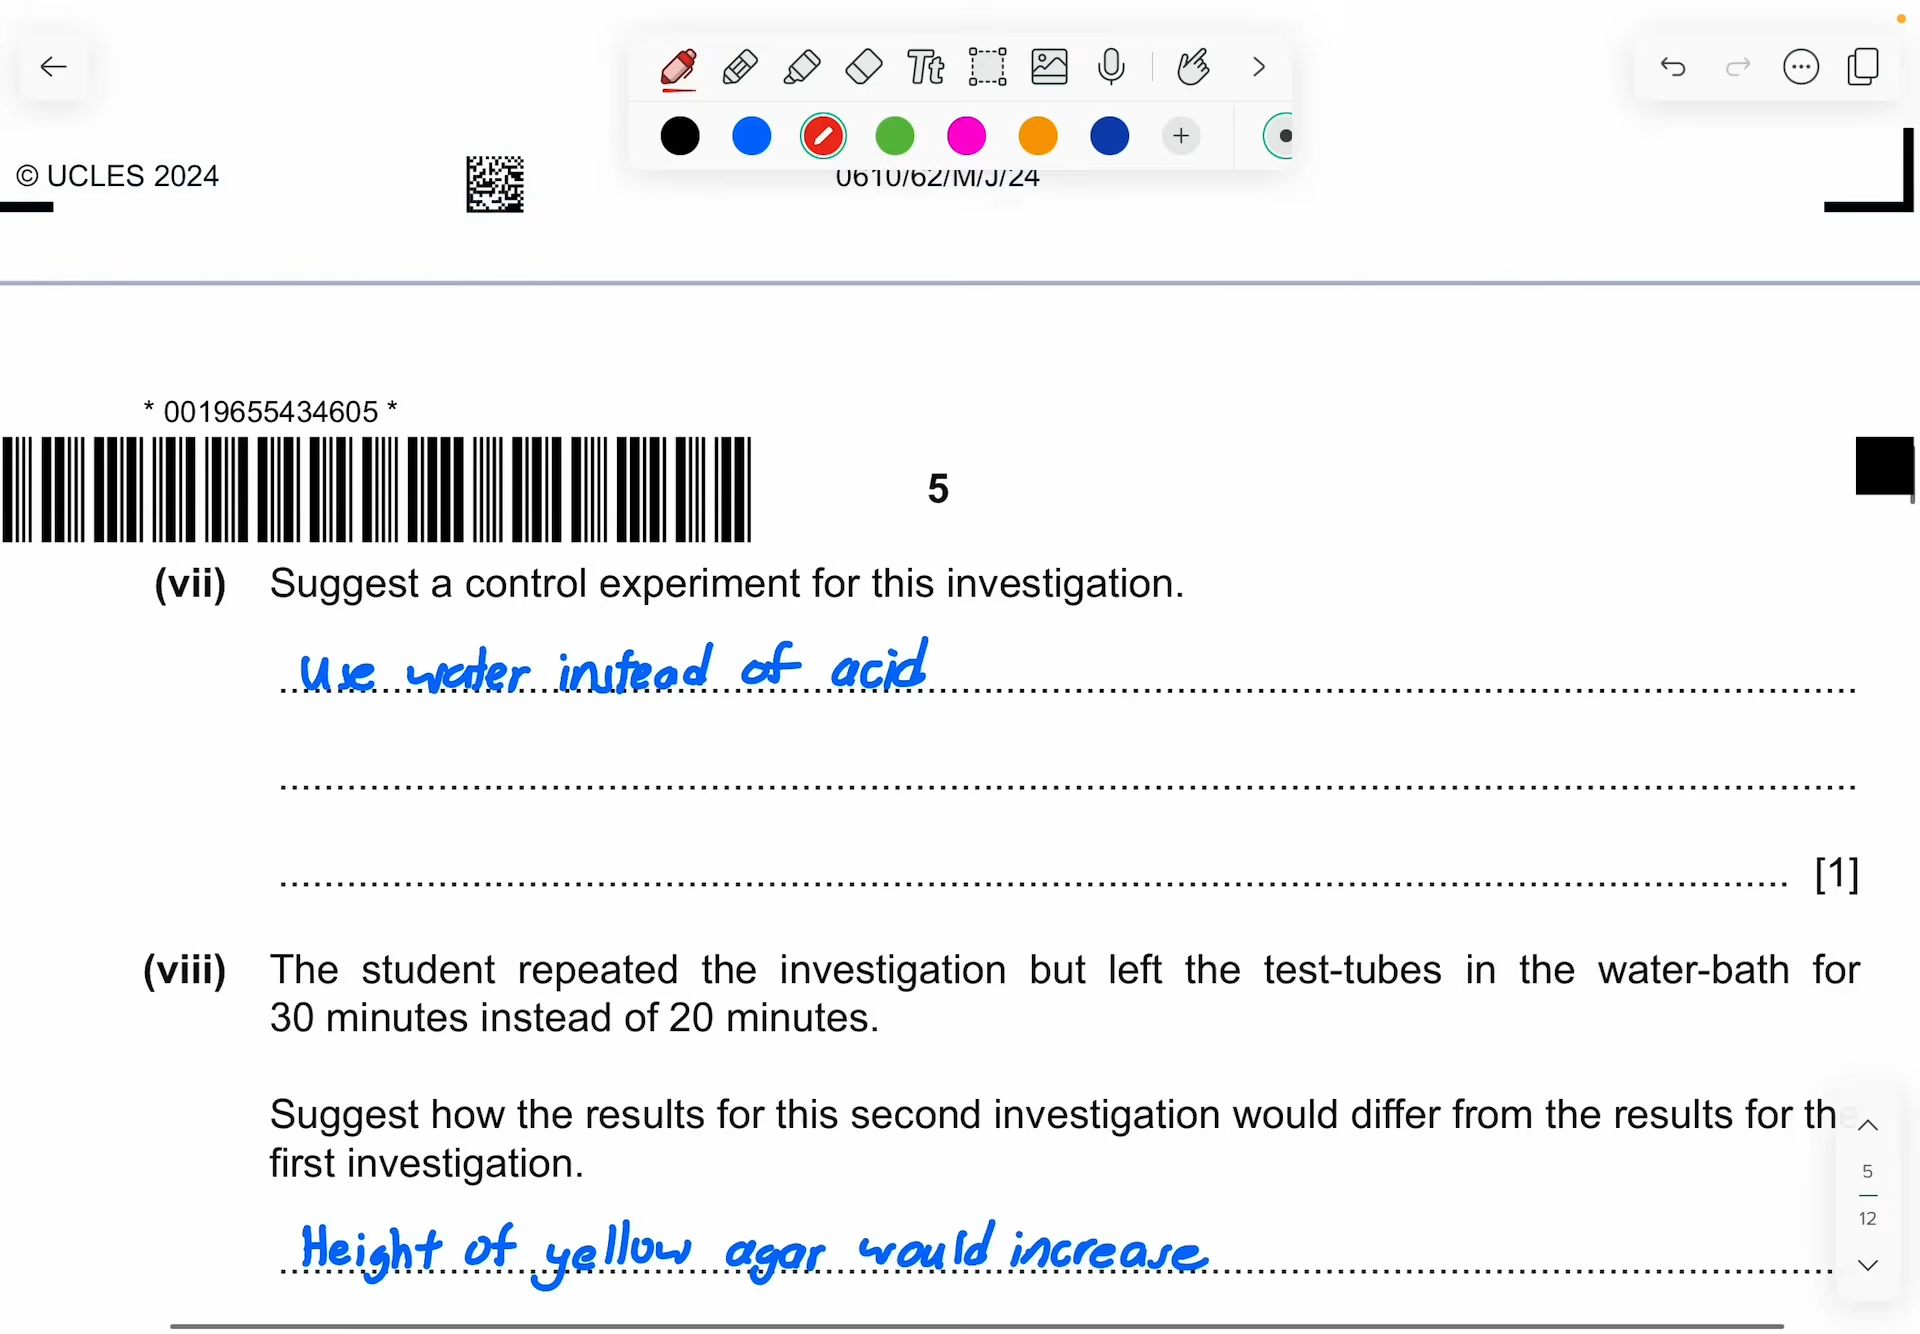 Tt
© UCLES 2024
0610/62/M/J/24
* 0019655434605 *
5
(vii) Suggest a control experiment for this investigation.
Use water instead of acid
[1]
(viii) The student repeated the investigation but left the test-tubes in the water-bath for
30 minutes instead of 20 minutes.
Suggest how the results for this second investigation would differ from the results for the
first investigation.
5
12
Height of yellow agar would increase